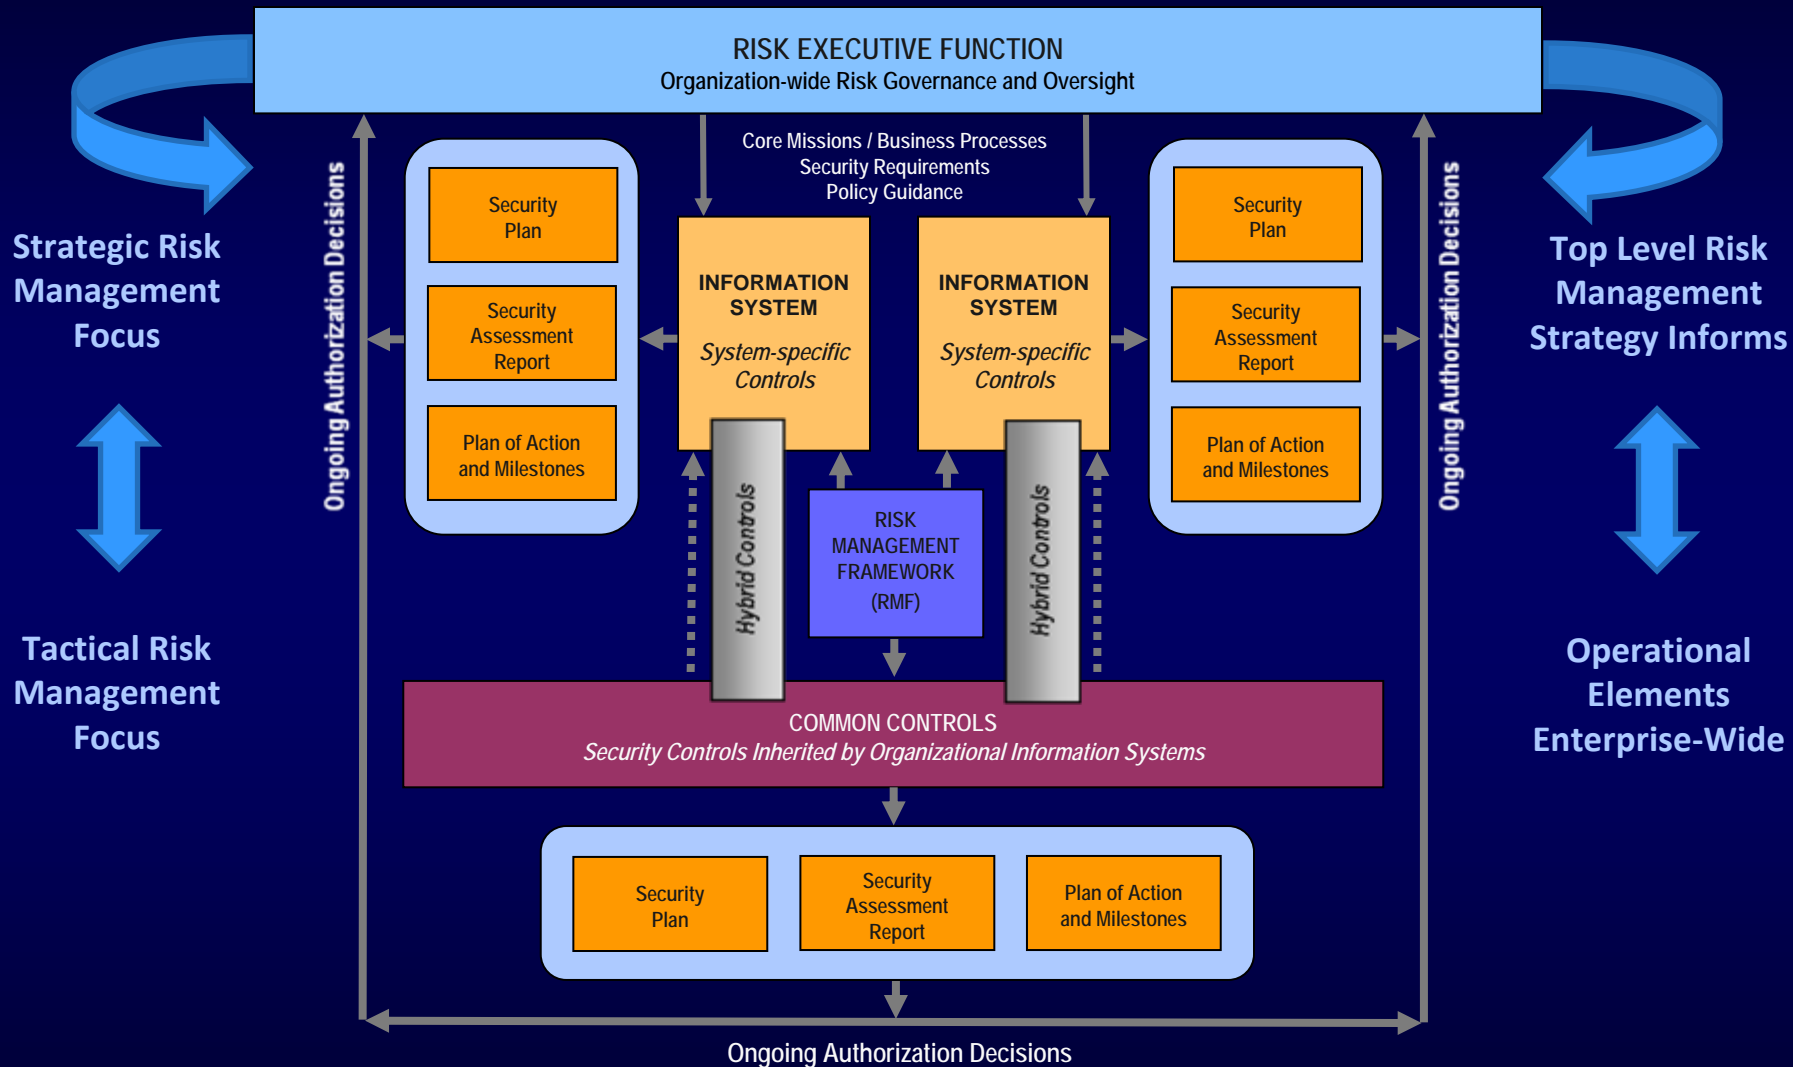 RISK EXECUTIVE FUNCTION
Organization-wide Risk Governance and Oversight
Core Missions / Business Processes
Security Requirements
Policy Guidance
Strategic Risk
Management
Focus
Tactical Risk
Management
Focus
Ongoing Authorization Decisions
Security
Plan
Security
Assessment
Report
Plan of Action
and Milestones
INFORMATION
SYSTEM
System-specific
Controls
INFORMATION
SYSTEM
System-specific
Controls
Security
Plan
Security
Assessment
Report
Plan of Action
and Milestones
Ongoing Authorization Decisions
Top Level Risk
Management
Strategy Informs
Operational
Elements
Enterprise-Wide
Hybrid Controls
RISK
MANAGEMENT
FRAMEWORK
(RMF)
Hybrid Controls
COMMON CONTROLS
Security Controls Inherited by Organizational Information Systems
Security
Plan
Security
Assessment
Report
Plan of Action
and Milestones
Ongoing Authorization Decisions